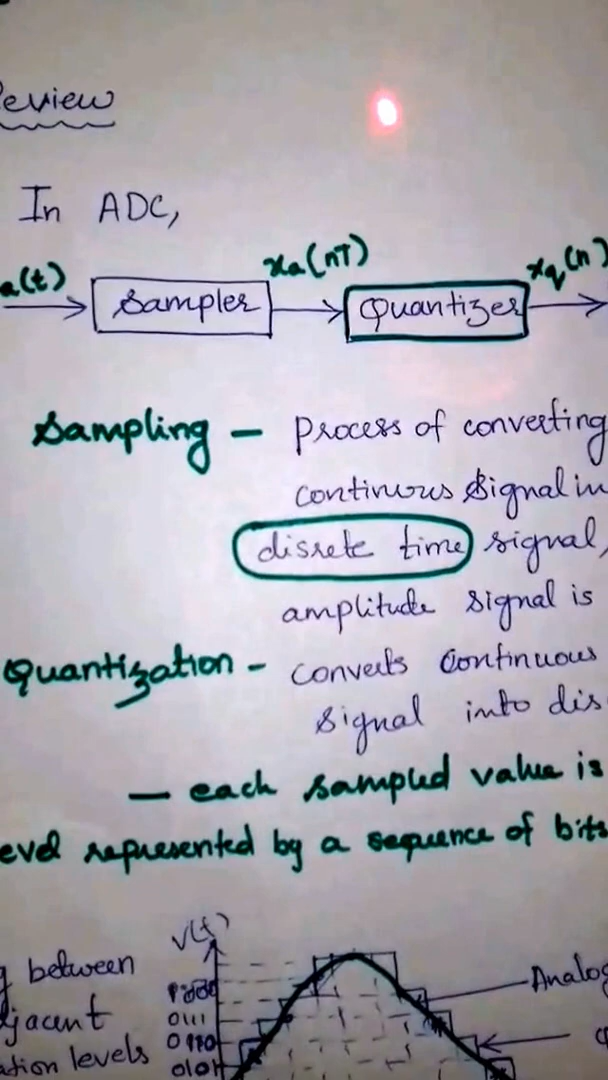 eview
In ADC,
a(t) xa(nT) xq(n)
Sampler Quantizer
Sampling - Process of converting
continuous signal in
disrete time signal,
amplitude signal is
Quantization - converts continuous
signal into dis
- each sampled value is
evel represented by a sequence of bits
V(t)
g between
Analog
jacent
0111
0110
ation levels
0101